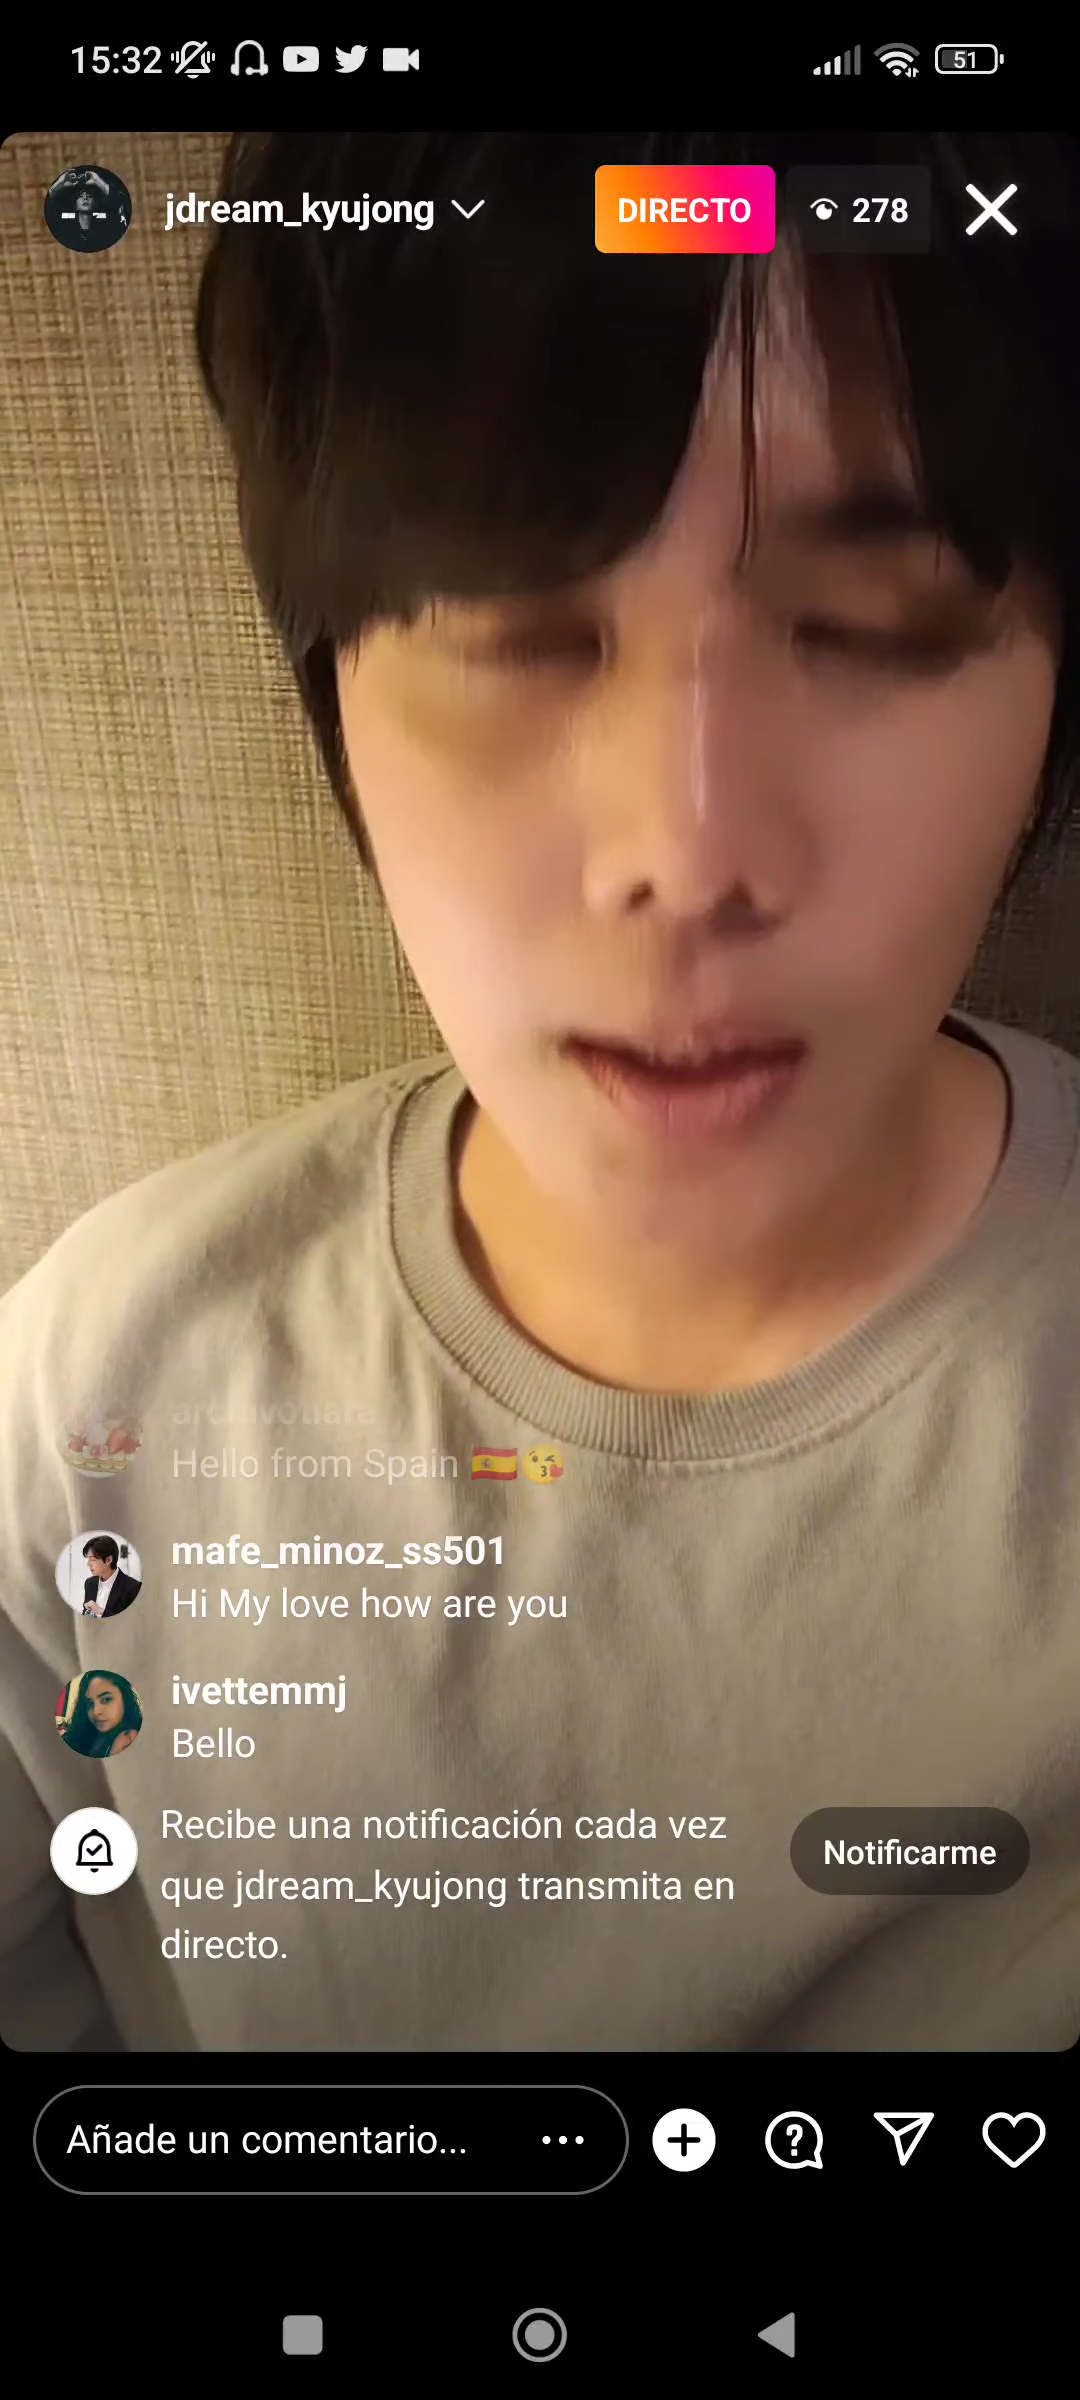 15:32
51
jdream_kyujong
DIRECTO
278
archivotiara
Hello from Spain 🇪🇸😘
mafe_minoz_ss501
Hi My love how are you
ivettemmj
Bello
Recibe una notificación cada vez
que jdream_kyujong transmita en
directo.
Notificarme
Añade un comentario...